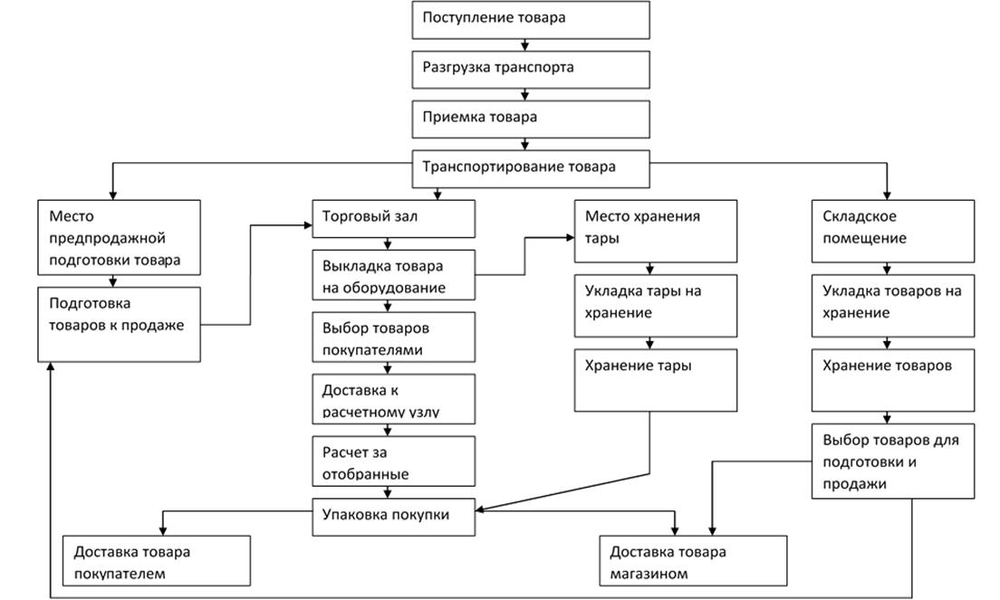 Поступление товара
Разгрузка транспорта
Приемка товара
Транспортирование товара
Место
предпродажной
подготовки товара
Подготовка
товаров к продаже
Торговый зал
Выкладка товара
на оборудование
Выбор товаров
покупателями
Доставка к
расчетному узлу
Расчет за
отобранные
Упаковка покупки
Место хранения
тары
Укладка тары на
хранение
Хранение тары
Складское
помещение
Укладка товаров на
хранение
Хранение товаров
Выбор товаров для
подготовки и
продажи
Доставка товара
покупателем
Доставка товара
магазином